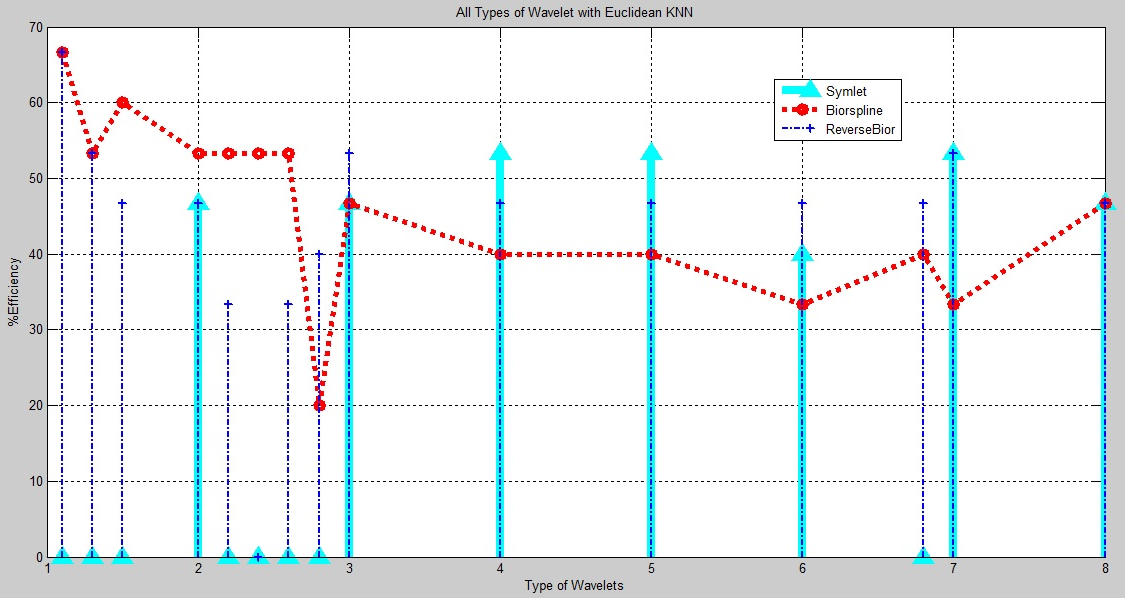 All Types of Wavelet with Euclidean KNN
70
60
50
40
30
20
10
0
%Efficiency
Symlet
Biorspline
ReverseBior
1 2 3 4 5 6 7 8
Type of Wavelets